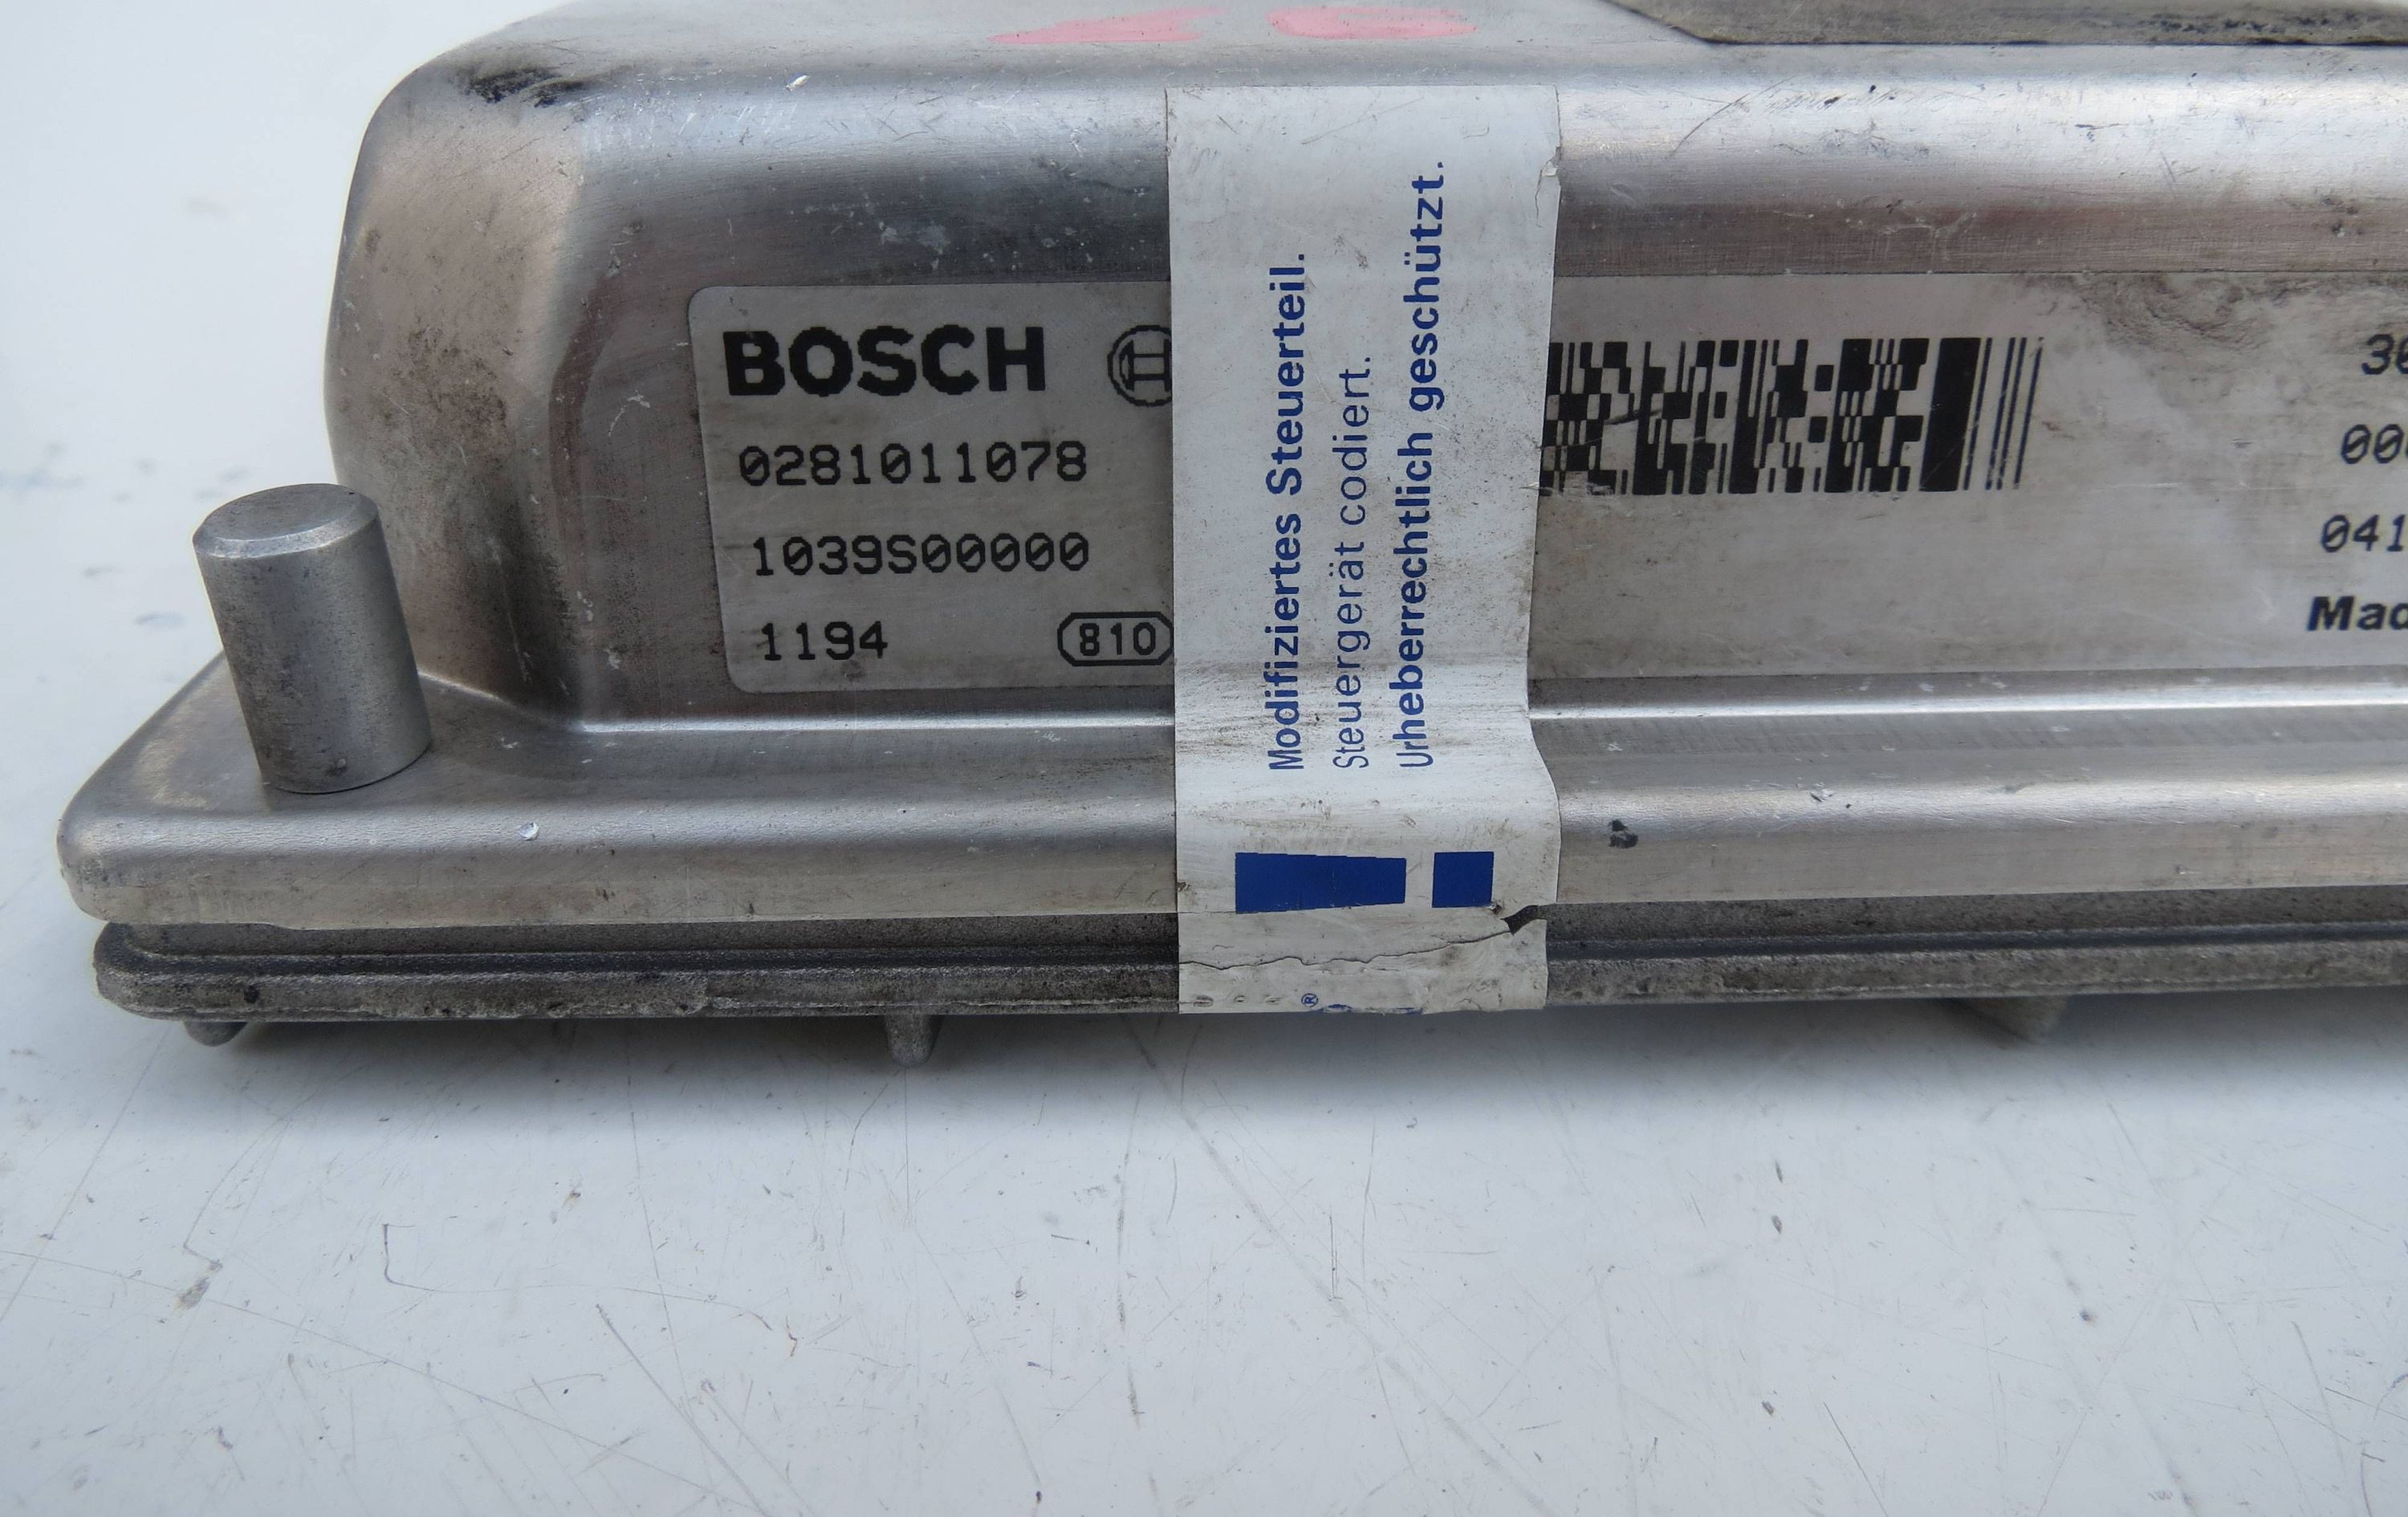 BOSCH
0281011078
1039S00000
1194
810
Modifiziertes Steuerteil.
Steuergerät codiert.
Urheberrechtlich geschützt.
®